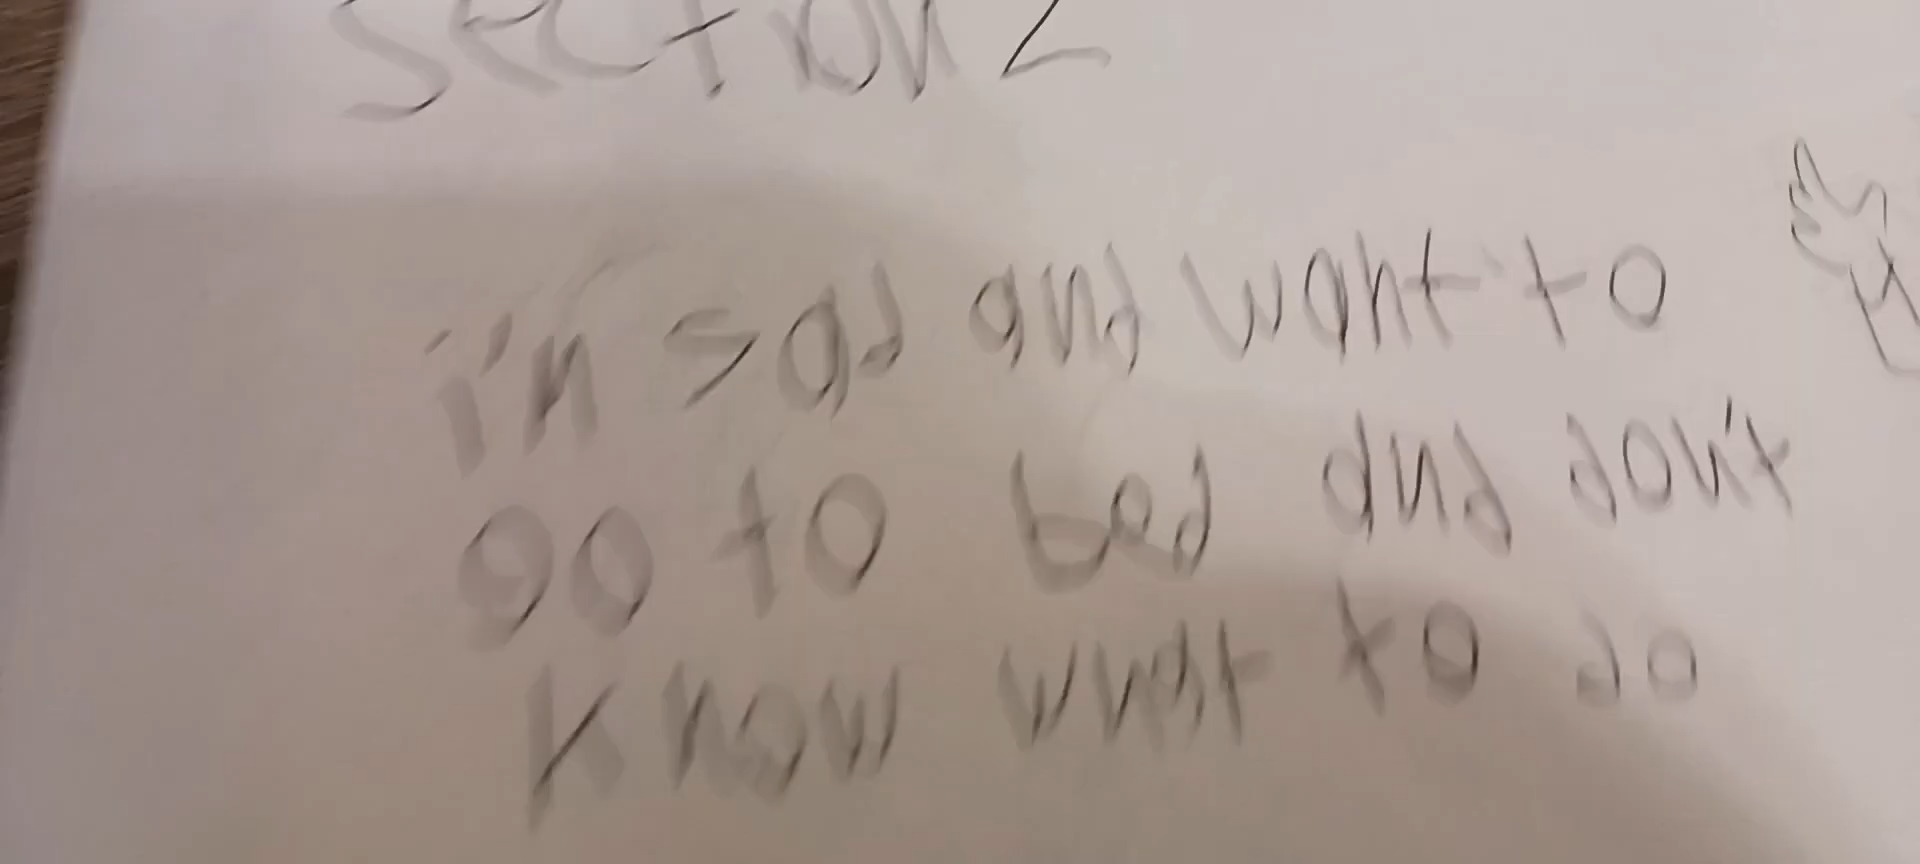 section 2
i'm sad and want to
go to bed and don't
know what to do